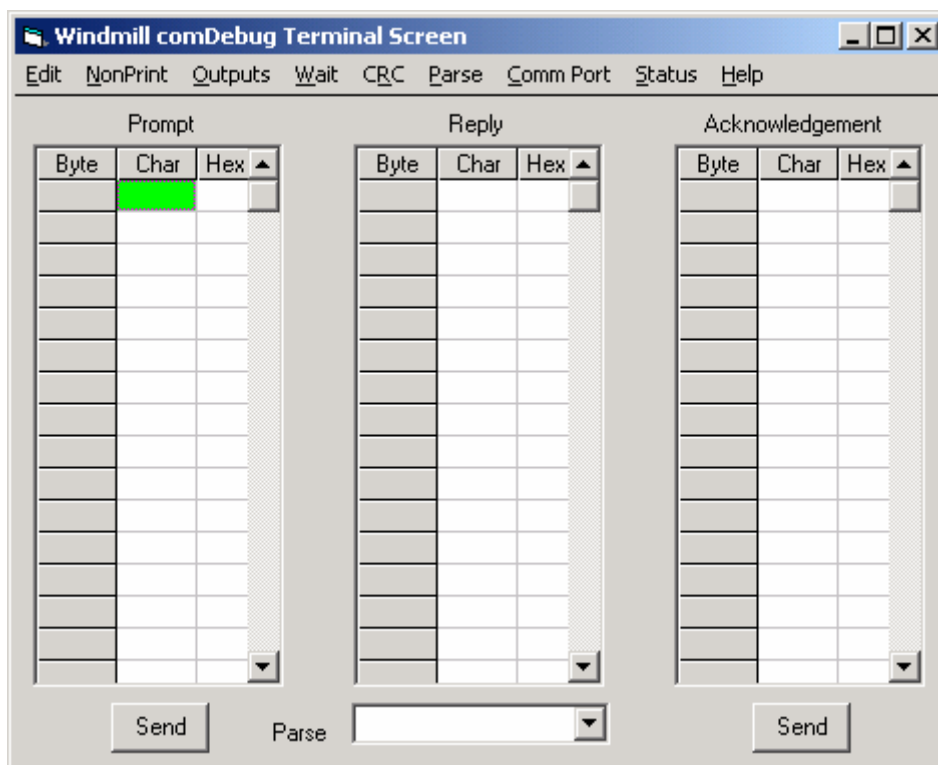 Windmill comDebug Terminal Screen
Edit NonPrint Outputs Wait CRC Parse Comm Port Status Help
Prompt Reply Acknowledgement
Byte Char Hex Byte Char Hex Byte Char Hex
Send Parse Send